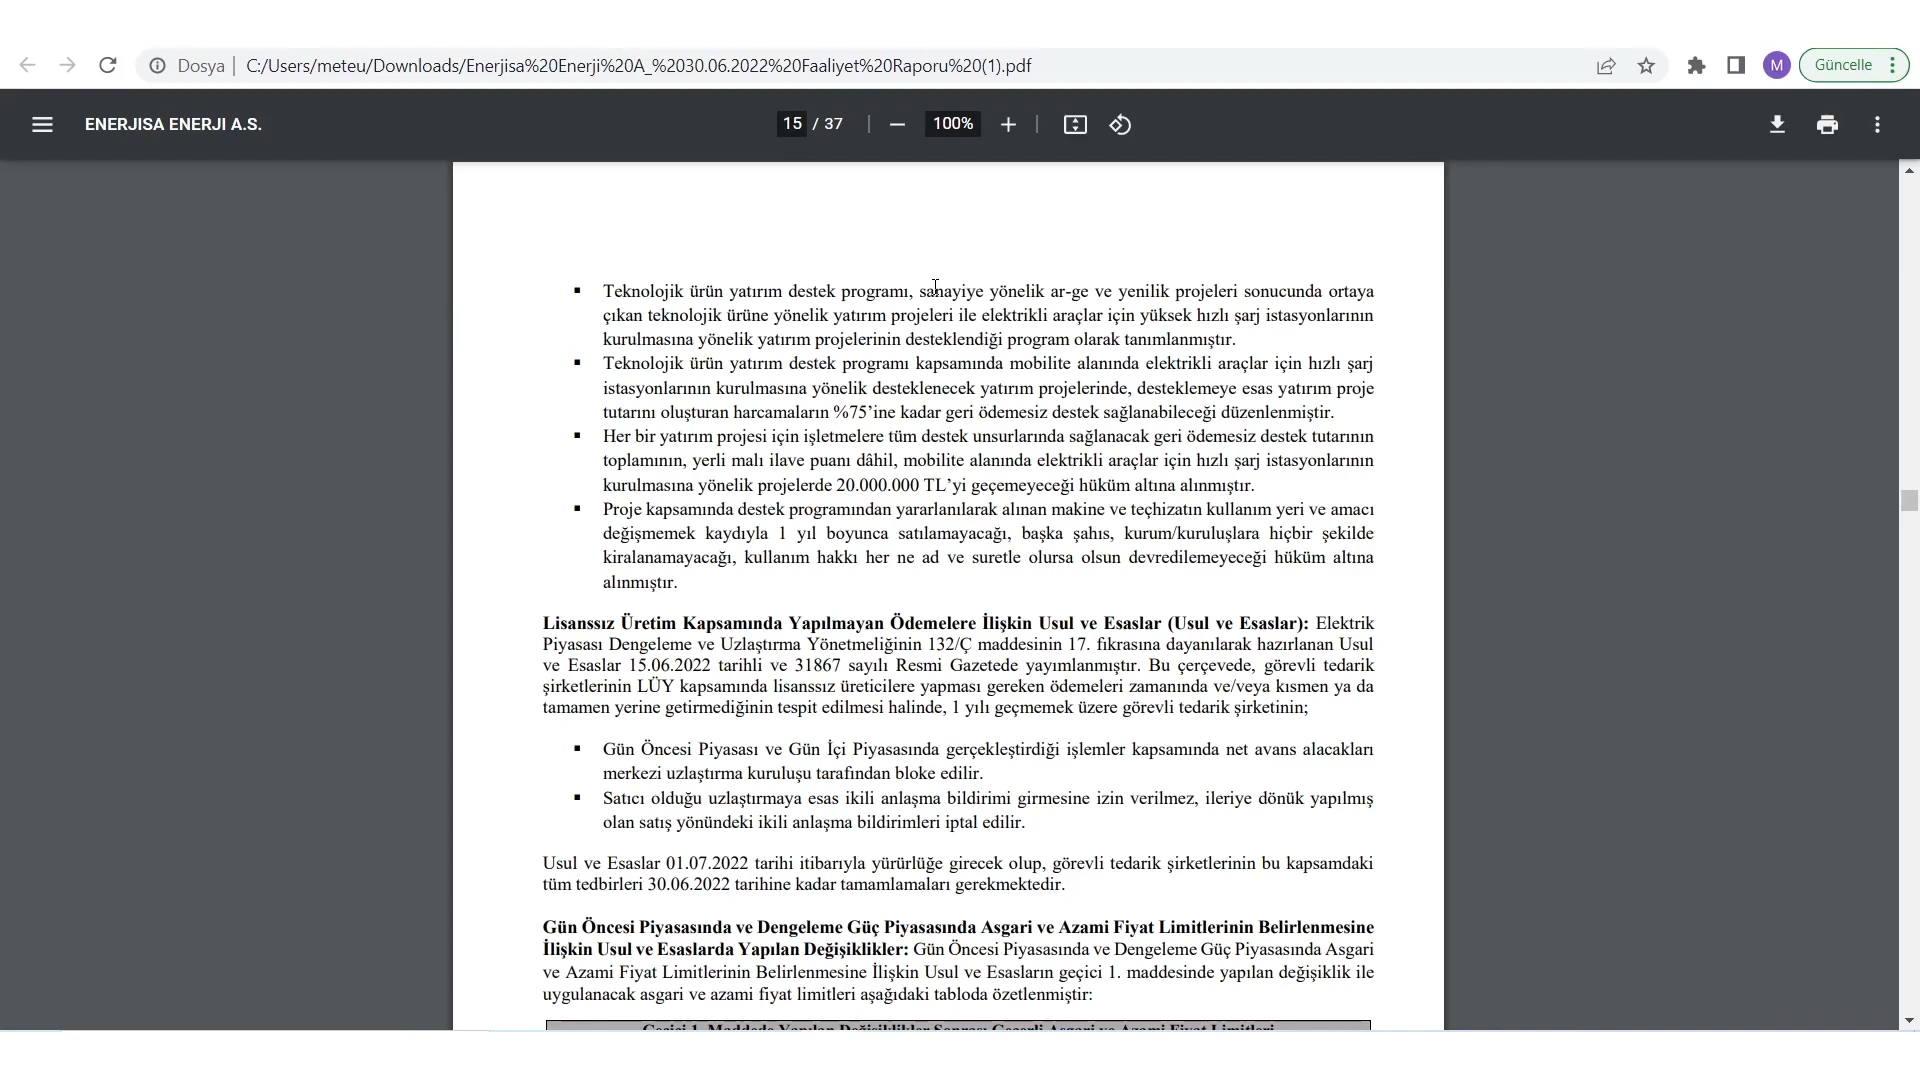 Dosya | C:/Users/meteu/Downloads/Enerjisa%20Enerji%20A_%2030.06.2022%20Faaliyet%20Raporu%20(1).pdf
M
Güncelle
ENERJISA ENERJI A.S.
15 / 37
100%
Teknolojik ürün yatırım destek programı, sanayiye yönelik ar-ge ve yenilik projeleri sonucunda ortaya
çıkan teknolojik ürüne yönelik yatırım projeleri ile elektrikli araçlar için yüksek hızlı şarj istasyonlarının
kurulmasına yönelik yatırım projelerinin desteklendiği program olarak tanımlanmıştır.
Teknolojik ürün yatırım destek programı kapsamında mobilite alanında elektrikli araçlar için hızlı şarj
istasyonlarının kurulmasına yönelik desteklenecek yatırım projelerinde, desteklemeye esas yatırım proje
tutarını oluşturan harcamaların %75’ine kadar geri ödemesiz destek sağlanabileceği düzenlenmiştir.
Her bir yatırım projesi için işletmelere tüm destek unsurlarında sağlanacak geri ödemesiz destek tutarının
toplamının, yerli malı ilave puanı dâhil, mobilite alanında elektrikli araçlar için hızlı şarj istasyonlarının
kurulmasına yönelik projelerde 20.000.000 TL’yi geçemeyeceği hüküm altına alınmıştır.
Proje kapsamında destek programından yararlanılarak alınan makine ve teçhizatın kullanım yeri ve amacı
değişmemek kaydıyla 1 yıl boyunca satılamayacağı, başka şahıs, kurum/kuruluşlara hiçbir şekilde
kiralanamayacağı, kullanım hakkı her ne ad ve suretle olursa olsun devredilemeyeceği hüküm altına
alınmıştır.
Lisanssız Üretim Kapsamında Yapılmayan Ödemelere İlişkin Usul ve Esaslar (Usul ve Esaslar): Elektrik
Piyasası Dengeleme ve Uzlaştırma Yönetmeliğinin 132/Ç maddesinin 17. fıkrasına dayanılarak hazırlanan Usul
ve Esaslar 15.06.2022 tarihli ve 31867 sayılı Resmi Gazetede yayımlanmıştır. Bu çerçevede, görevli tedarik
şirketlerinin LÜY kapsamında lisanssız üreticilere yapması gereken ödemeleri zamanında ve/veya kısmen ya da
tamamen yerine getirmediğinin tespit edilmesi halinde, 1 yılı geçmemek üzere görevli tedarik şirketinin;
Gün Öncesi Piyasası ve Gün İçi Piyasasında gerçekleştirdiği işlemler kapsamında net avans alacakları
merkezi uzlaştırma kuruluşu tarafından bloke edilir.
Satıcı olduğu uzlaştırmaya esas ikili anlaşma bildirimi girmesine izin verilmez, ileriye dönük yapılmış
olan satış yönündeki ikili anlaşma bildirimleri iptal edilir.
Usul ve Esaslar 01.07.2022 tarihi itibarıyla yürürlüğe girecek olup, görevli tedarik şirketlerinin bu kapsamdaki
tüm tedbirleri 30.06.2022 tarihine kadar tamamlamaları gerekmektedir.
Gün Öncesi Piyasasında ve Dengeleme Güç Piyasasında Asgari ve Azami Fiyat Limitlerinin Belirlenmesine
İlişkin Usul ve Esaslarda Yapılan Değişiklikler: Gün Öncesi Piyasasında ve Dengeleme Güç Piyasasında Asgari
ve Azami Fiyat Limitlerinin Belirlenmesine İlişkin Usul ve Esasların geçici 1. maddesinde yapılan değişiklik ile
uygulanacak asgari ve azami fiyat limitleri aşağıdaki tabloda özetlenmiştir:
Geçici 1. Maddede Yapılan Değişiklikler Sonrası Geçerli Asgari ve Azami Fiyat Limitleri